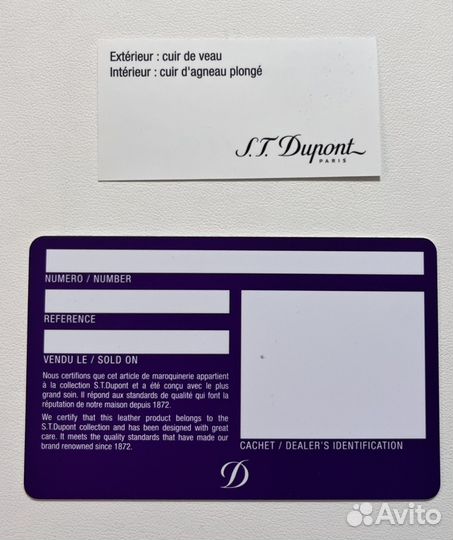 Extérieur : cuir de veau
Intérieur : cuir d'agneau plongé
S.T. Dupont
PARIS
NUMERO / NUMBER
REFERENCE
VENDU LE / SOLD ON
Nous certifions que cet article de maroquinerie appartient
à la collection S.T.Dupont et a été conçu avec le plus
grand soin. Il répond aux standards de qualité qui font la
réputation de notre maison depuis 1872.
We certify that this leather product belongs to the
S.T.Dupont collection and has been designed with great
care. It meets the quality standards that have made our
brand renowned since 1872.
CACHET / DEALER'S IDENTIFICATION
D
Avito